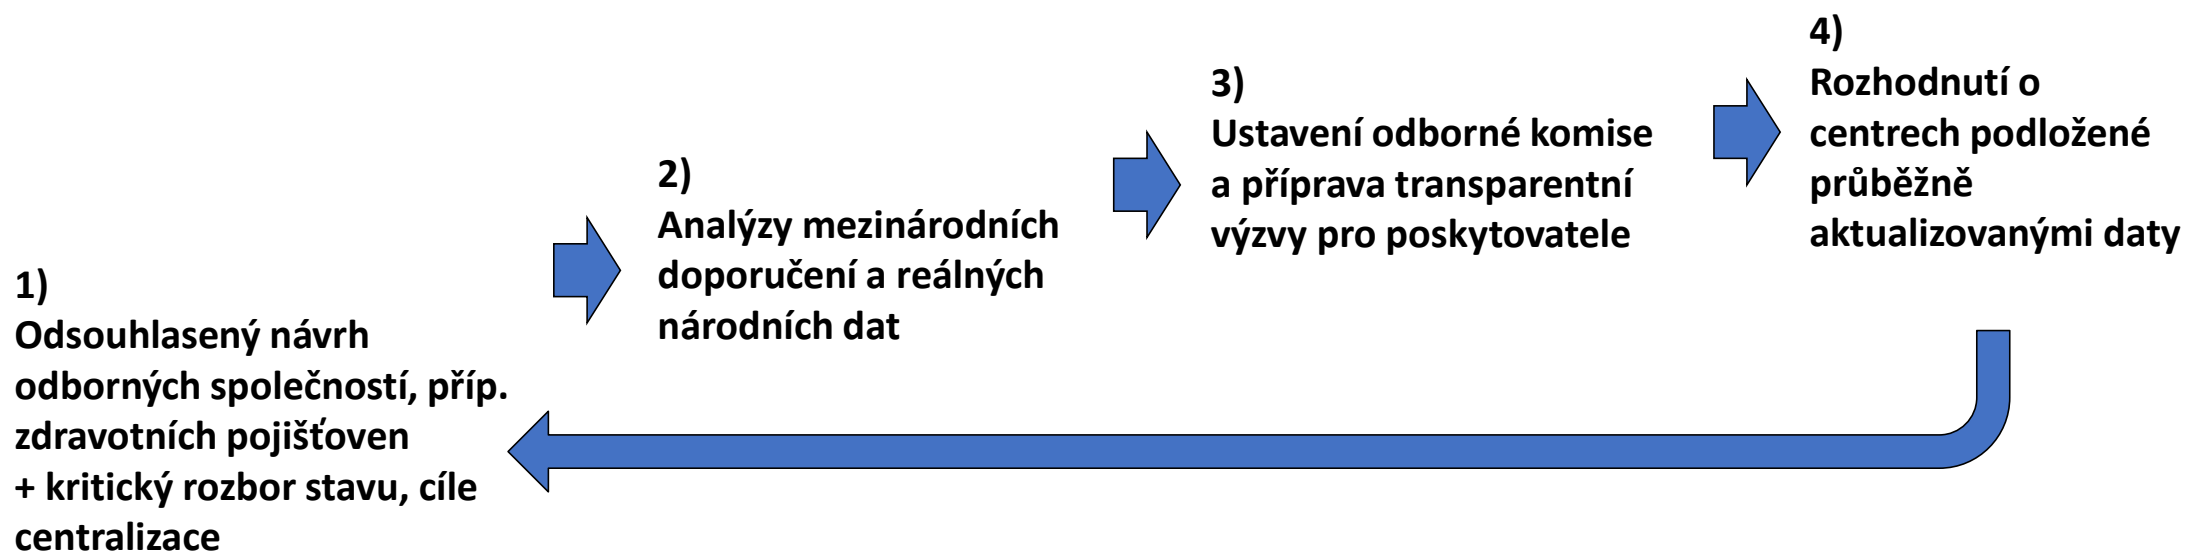 1)
Odsouhlasený návrh
odborných společností, příp.
zdravotních pojišťoven
+ kritický rozbor stavu, cíle
centralizace
2)
Analýzy mezinárodních
doporučení a reálných
národních dat
3)
Ustavení odborné komise
a příprava transparentní
výzvy pro poskytovatele
4)
Rozhodnutí o
centrech podložené
průběžně
aktualizovanými daty